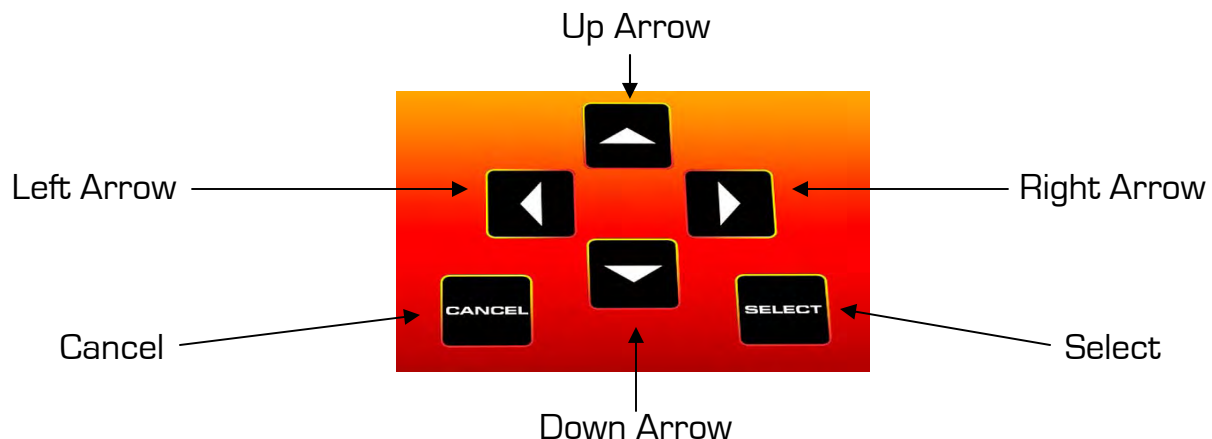 Up Arrow
Left Arrow
Right Arrow
CANCEL
SELECT
Cancel
Select
Down Arrow